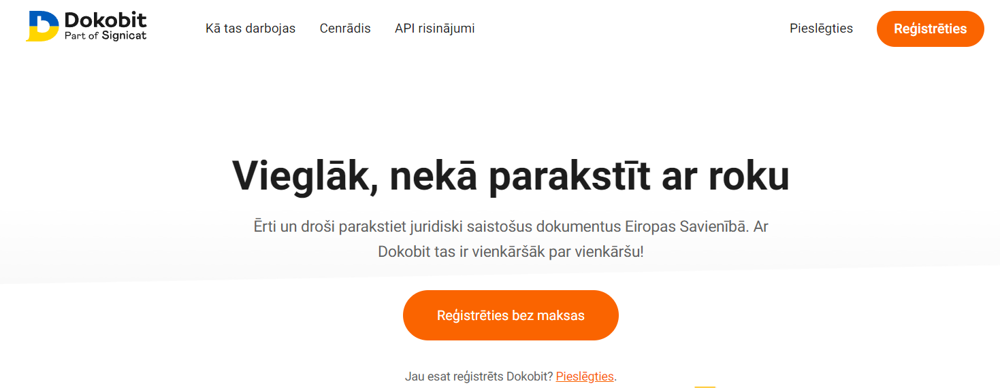 Dokobit
Part of Signicat
Kā tas darbojas
Cenrādis
API risinājumi
Pieslēgties
Reģistrēties
Vieglāk, nekā parakstīt ar roku
Ērti un droši parakstiet juridiski saistošus dokumentus Eiropas Savienībā. Ar
Dokobit tas ir vienkāršāk par vienkāršu!
Reģistrēties bez maksas
Jau esat reģistrēts Dokobit? Pieslēgties.